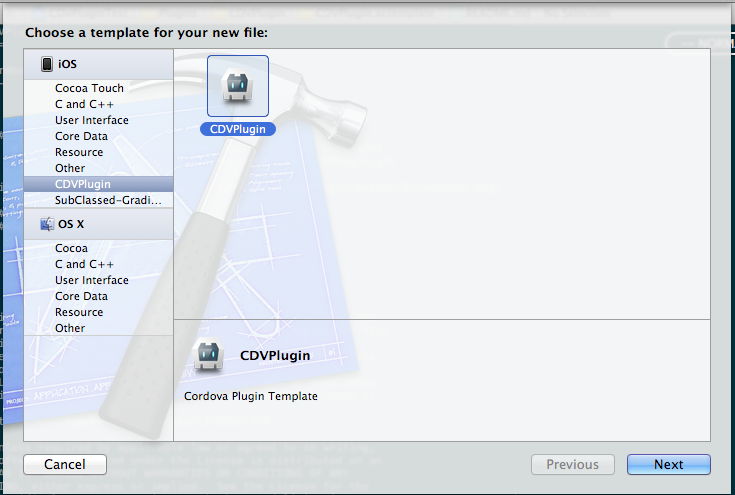 Choose a template for your new file:
iOS
Cocoa Touch
C and C++
User Interface
Core Data
Resource
Other
CDVPlugin
SubClassed-Gradi...
OS X
Cocoa
C and C++
User Interface
Core Data
Resource
Other
CDVPlugin
CDVPlugin
Cordova Plugin Template
Cancel
Previous
Next